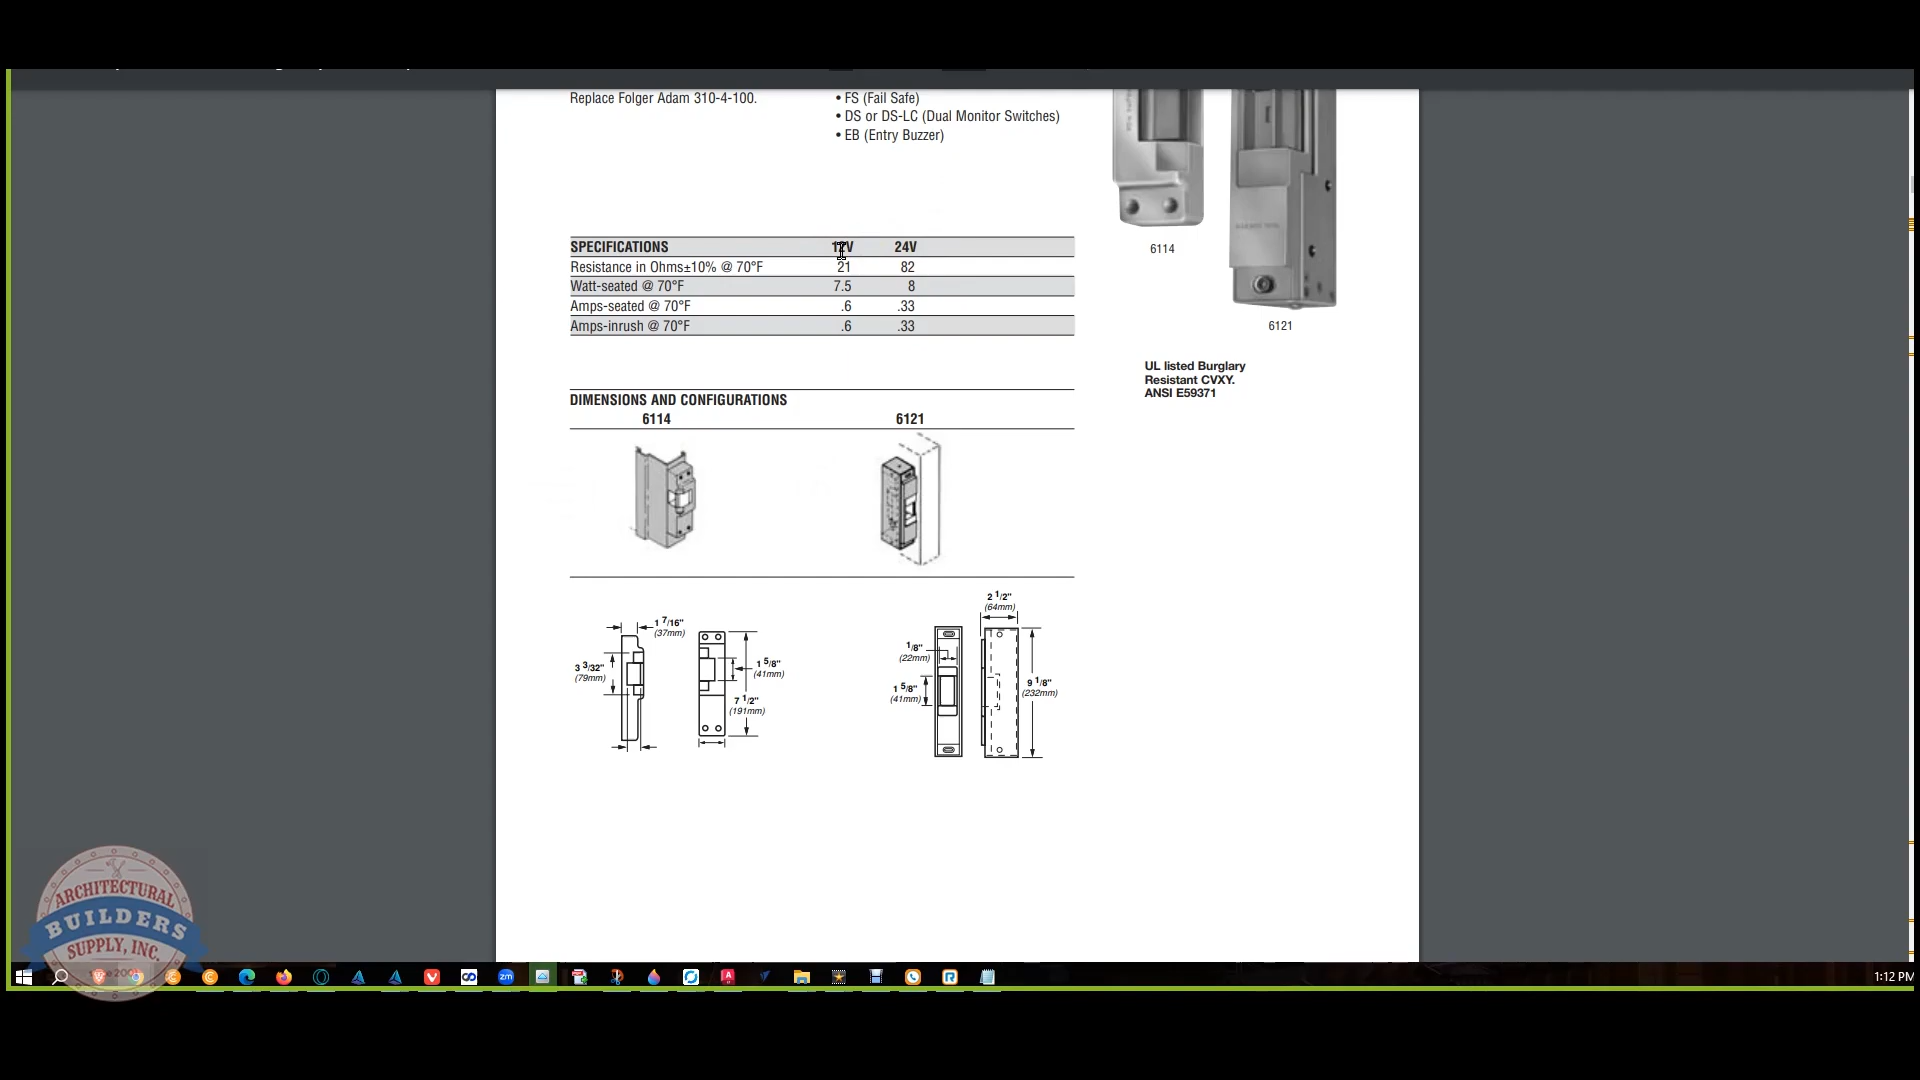 Replace Folger Adam 310-4-100.
• FS (Fail Safe)
• DS or DS-LC (Dual Monitor Switches)
• EB (Entry Buzzer)
6114
6121
SPECIFICATIONS 12V 24V
Resistance in Ohms±10% @ 70°F 21 82
Watt-seated @ 70°F 7.5 8
Amps-seated @ 70°F .6 .33
Amps-inrush @ 70°F .6 .33
UL listed Burglary
Resistant CVXY.
ANSI E59371
DIMENSIONS AND CONFIGURATIONS
6114 6121
1 7/16"
(37mm)
3 3/32"
(79mm)
1 5/8"
(41mm)
7 1/2"
(191mm)
2 1/2"
(64mm)
1/8"
(22mm)
1 5/8"
(41mm)
9 1/8"
(232mm)
ARCHITECTURAL
BUILDERS
SUPPLY, INC.
zm
1:12 PM